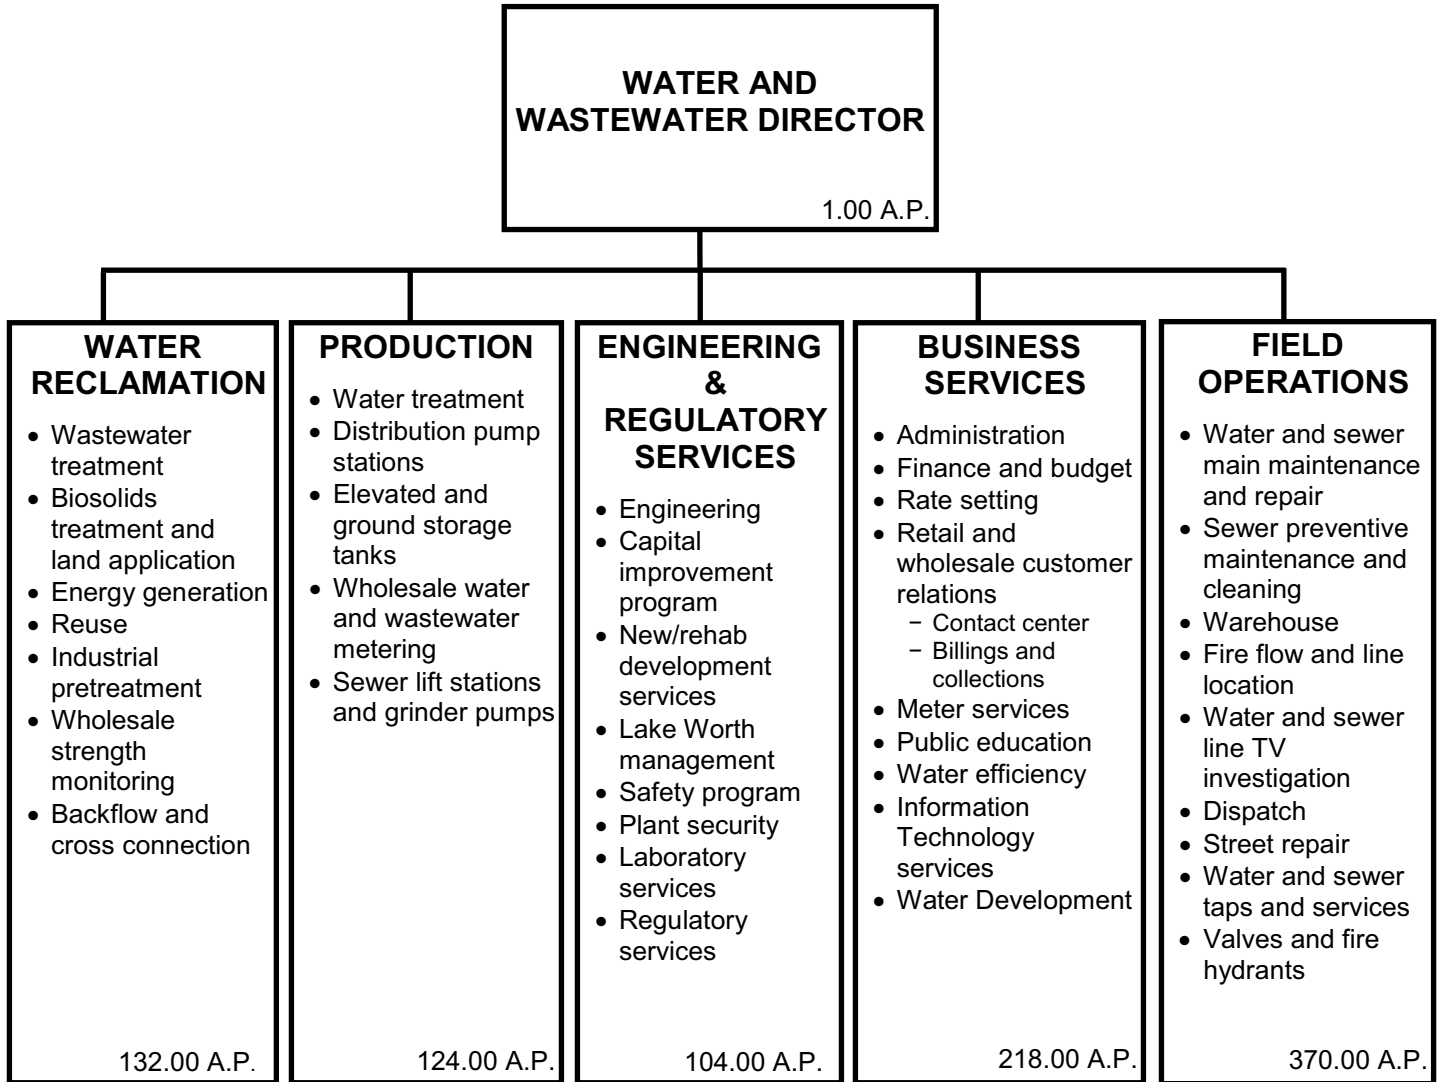 WATER AND
WASTEWATER DIRECTOR
1.00 A.P.
WATER
RECLAMATION
• Wastewater
treatment
• Biosolids
treatment and
land application
• Energy generation
• Reuse
• Industrial
pretreatment
• Wholesale
strength
monitoring
• Backflow and
cross connection
132.00 A.P.
PRODUCTION
• Water treatment
• Distribution pump
stations
• Elevated and
ground storage
tanks
• Wholesale water
and wastewater
metering
• Sewer lift stations
and grinder pumps
124.00 A.P.
ENGINEERING
&
REGULATORY
SERVICES
• Engineering
• Capital
improvement
program
• New/rehab
development
services
• Lake Worth
management
• Safety program
• Plant security
• Laboratory
services
• Regulatory
services
104.00 A.P.
BUSINESS
SERVICES
• Administration
• Finance and budget
• Rate setting
• Retail and
wholesale customer
relations
− Contact center
− Billings and
collections
• Meter services
• Public education
• Water efficiency
• Information
Technology
services
• Water Development
218.00 A.P.
FIELD
OPERATIONS
• Water and sewer
main maintenance
and repair
• Sewer preventive
maintenance and
cleaning
• Warehouse
• Fire flow and line
location
• Water and sewer
line TV
investigation
• Dispatch
• Street repair
• Water and sewer
taps and services
• Valves and fire
hydrants
370.00 A.P.